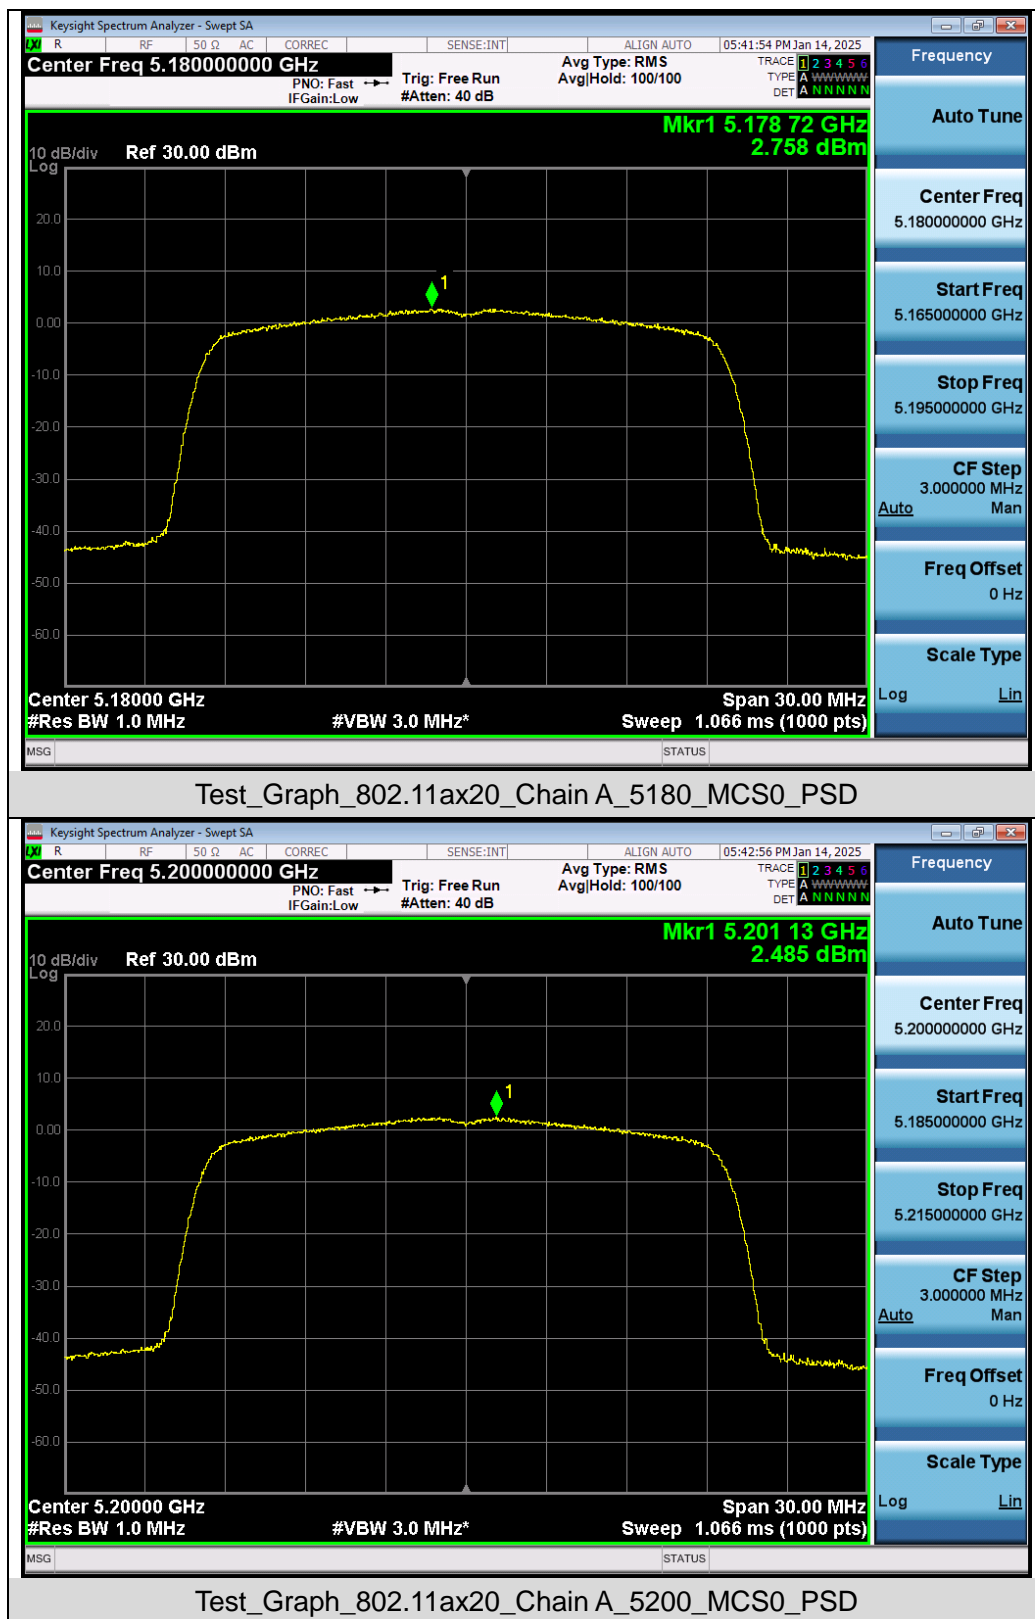 Keysight Spectrum Analyzer - Swept SA
LXI R RF 50 Ω AC CORREC SENSE:INT ALIGN AUTO 05:41:54 PM Jan 14, 2025
Center Freq 5.180000000 GHz
PNO: Fast
IFGain:Low
Trig: Free Run
#Atten: 40 dB
Avg Type: RMS
Avg|Hold: 100/100
TRACE 1 2 3 4 5 6
TYPE A WWWWW
DET A N N N N N
Mkr1 5.178 72 GHz
2.758 dBm
10 dB/div Ref 30.00 dBm
Log
20.0
10.0
1
0.00
-10.0
-20.0
-30.0
-40.0
-50.0
-60.0
Center 5.18000 GHz Span 30.00 MHz
#Res BW 1.0 MHz #VBW 3.0 MHz* Sweep 1.066 ms (1000 pts)
MSG STATUS
Frequency
Auto Tune
Center Freq
5.180000000 GHz
Start Freq
5.165000000 GHz
Stop Freq
5.195000000 GHz
CF Step
3.000000 MHz
Auto Man
Freq Offset
0 Hz
Scale Type
Log Lin
Test_Graph_802.11ax20_Chain A_5180_MCS0_PSD
Keysight Spectrum Analyzer - Swept SA
LXI R RF 50 Ω AC CORREC SENSE:INT ALIGN AUTO 05:42:56 PM Jan 14, 2025
Center Freq 5.200000000 GHz
PNO: Fast
IFGain:Low
Trig: Free Run
#Atten: 40 dB
Avg Type: RMS
Avg|Hold: 100/100
TRACE 1 2 3 4 5 6
TYPE A WWWWW
DET A N N N N N
Mkr1 5.201 13 GHz
2.485 dBm
10 dB/div Ref 30.00 dBm
Log
20.0
10.0
1
0.00
-10.0
-20.0
-30.0
-40.0
-50.0
-60.0
Center 5.20000 GHz Span 30.00 MHz
#Res BW 1.0 MHz #VBW 3.0 MHz* Sweep 1.066 ms (1000 pts)
MSG STATUS
Frequency
Auto Tune
Center Freq
5.200000000 GHz
Start Freq
5.185000000 GHz
Stop Freq
5.215000000 GHz
CF Step
3.000000 MHz
Auto Man
Freq Offset
0 Hz
Scale Type
Log Lin
Test_Graph_802.11ax20_Chain A_5200_MCS0_PSD